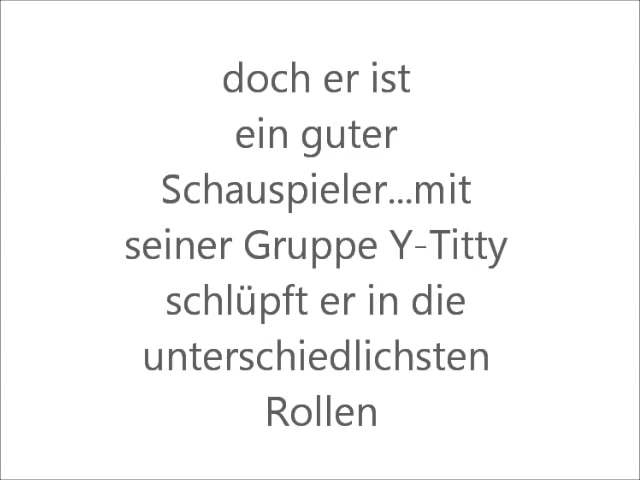 doch er ist
ein guter
Schauspieler...mit
seiner Gruppe Y-Titty
schlüpft er in die
unterschiedlichsten
Rollen